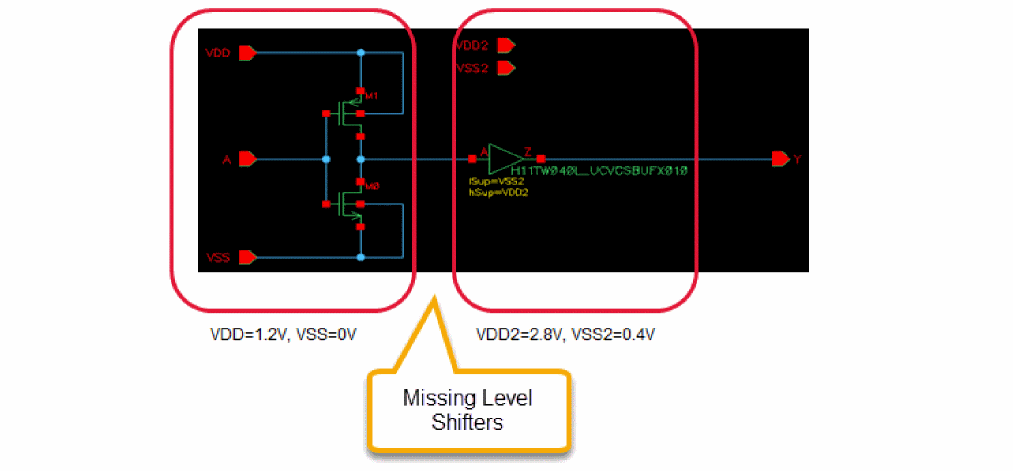 VDD
VDD2
VSS2
M1
A
A
Z
Y
H11TW040L_UCVCSBUFX010
lSup=VSS2
hSup=VDD2
M0
VSS
VDD=1.2V, VSS=0V
VDD2=2.8V, VSS2=0.4V
Missing Level
Shifters